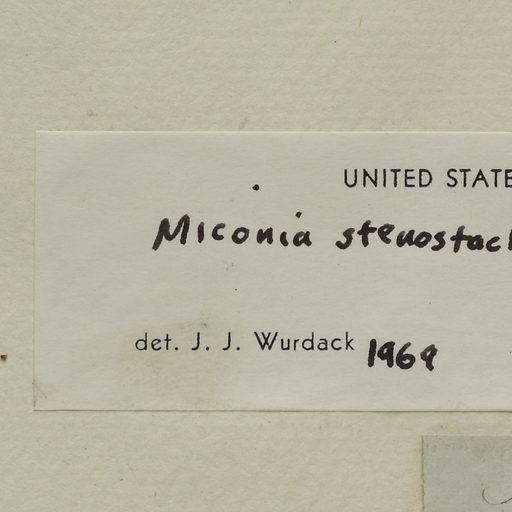 UNITED STATE
Miconia stenostach
det. J. J. Wurdack 1969